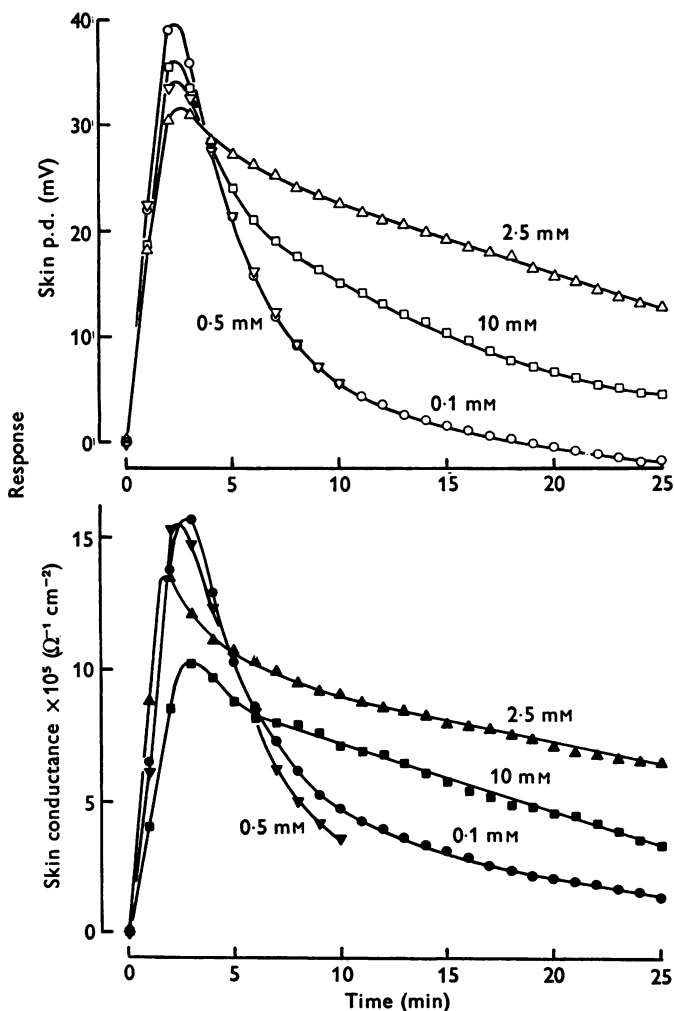 40
30
20
10
0
Skin p.d. (mV)
2·5 mM
10 mM
0·5 mM
0·1 mM
0 5 10 15 20 25
Response
15
10
5
0
Skin conductance ×10⁵ (Ω⁻¹ cm⁻²)
2·5 mM
10 mM
0·5 mM
0·1 mM
0 5 10 15 20 25
Time (min)